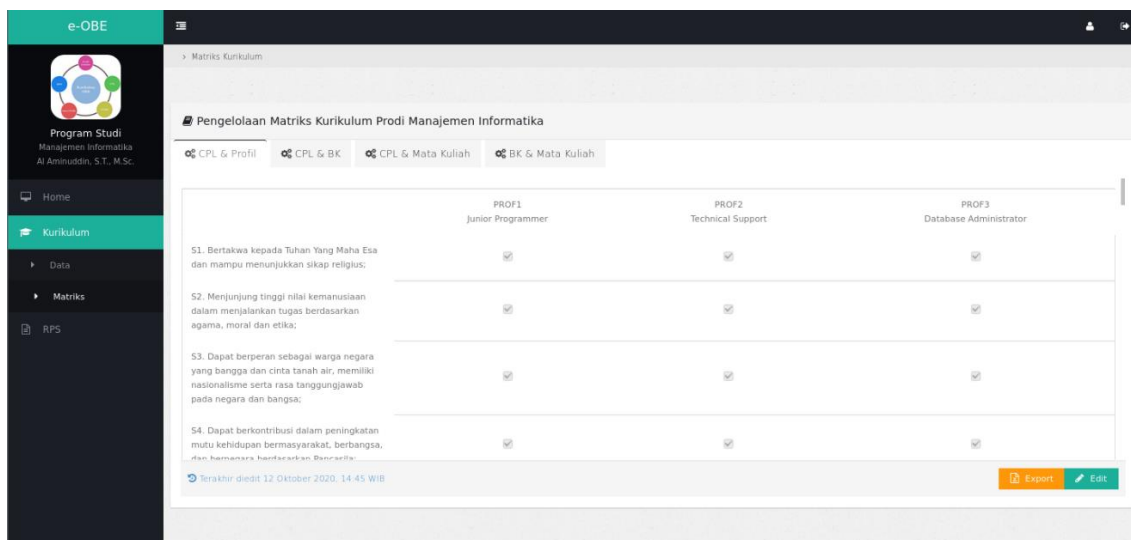 e-OBE
Program Studi
Manajemen Informatika
Al Aminuddin, S.T., M.Sc.
Home
Kurikulum
Data
Matriks
RPS
> Matriks Kurikulum
Pengelolaan Matriks Kurikulum Prodi Manajemen Informatika
CPL & Profil
CPL & BK
CPL & Mata Kuliah
BK & Mata Kuliah
PROF1
Junior Programmer
PROF2
Technical Support
PROF3
Database Administrator
S1. Bertakwa kepada Tuhan Yang Maha Esa
dan mampu menunjukkan sikap religius;
S2. Menjunjung tinggi nilai kemanusiaan
dalam menjalankan tugas berdasarkan
agama, moral dan etika;
S3. Dapat berperan sebagai warga negara
yang bangga dan cinta tanah air, memiliki
nasionalisme serta rasa tanggungjawab
pada negara dan bangsa;
S4. Dapat berkontribusi dalam peningkatan
mutu kehidupan bermasyarakat, berbangsa,
dan bernegara berdasarkan Pancasila;
Terakhir diedit 12 Oktober 2020, 14:45 WIB
Export
Edit